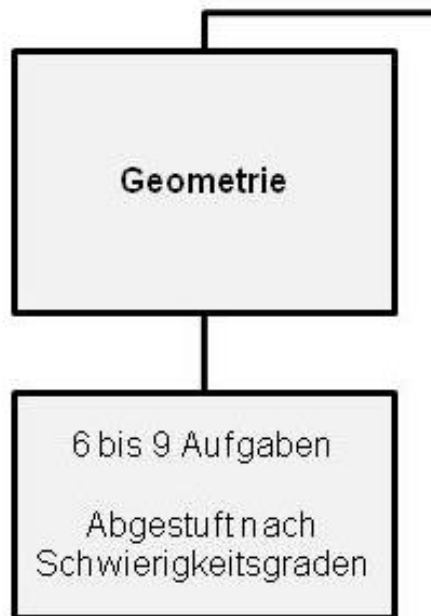 Geometrie
6 bis 9 Aufgaben
Abgestuft nach
Schwierigkeitsgraden